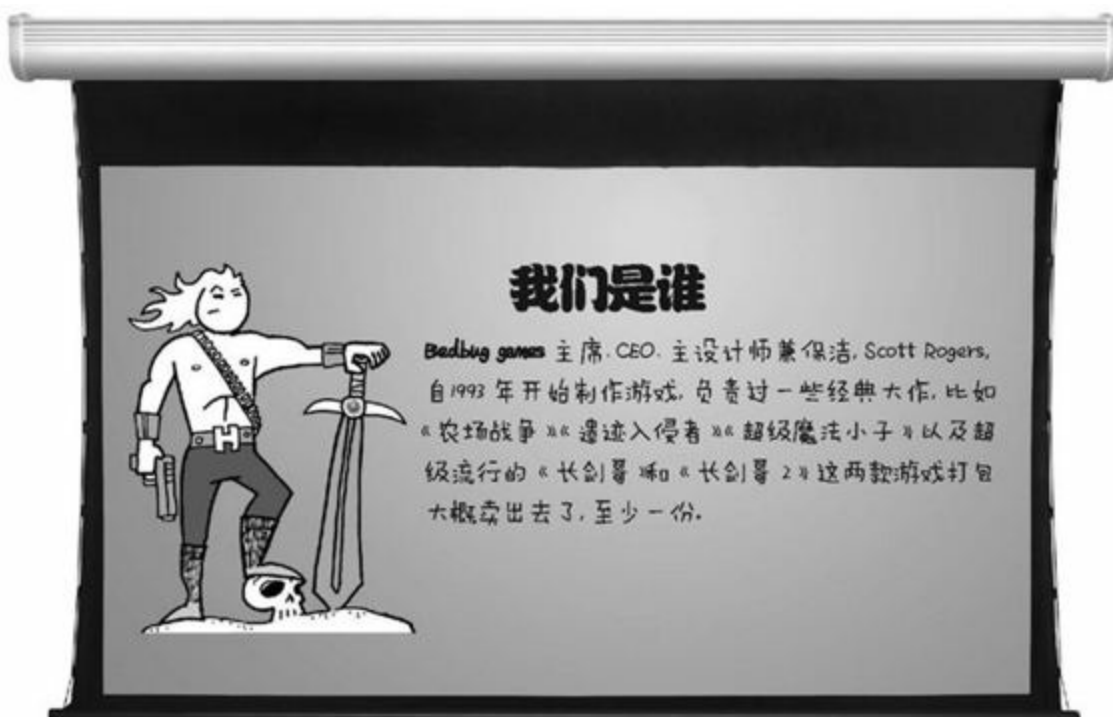 我们是谁
Bedbug games 主席、CEO、主设计师兼保洁, Scott Rogers,
自1993年开始制作游戏, 负责过一些经典大作, 比如
《农场战争》《遗迹入侵者》《超级魔法小子》以及超
级流行的《长剑哥》和《长剑哥2》这两款游戏打包
大概卖出去了, 至少一份。